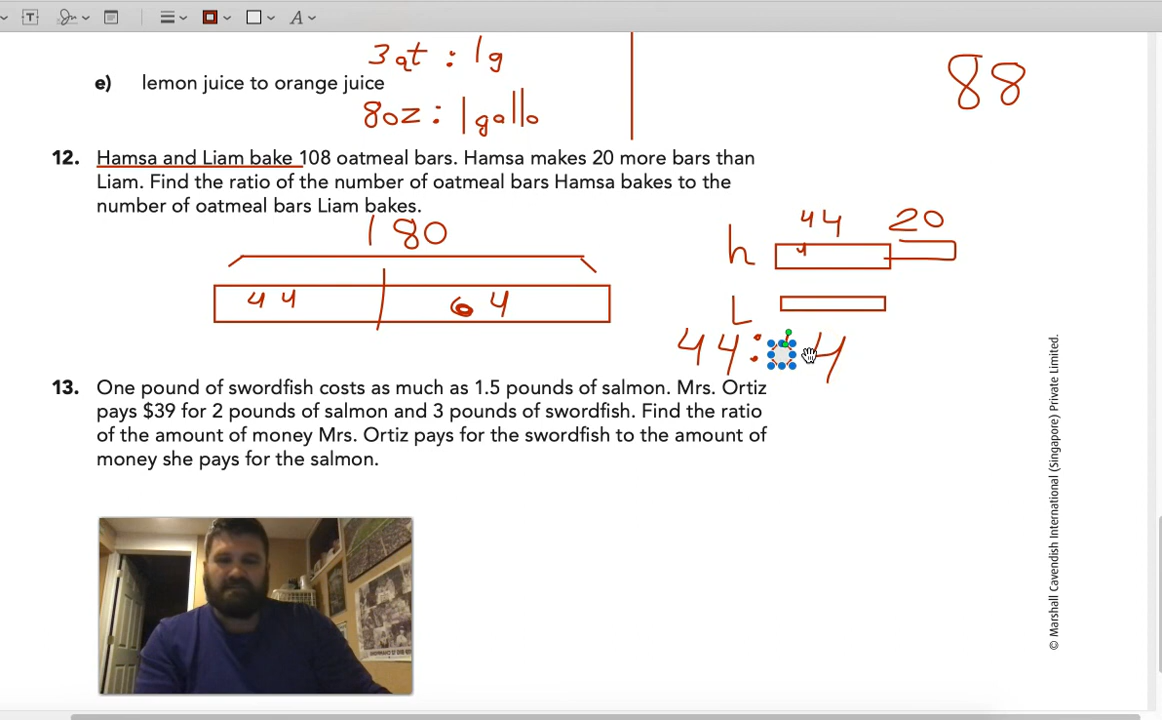 3qt : 1g
e) lemon juice to orange juice
8oz : 1gallo
88
12. Hamsa and Liam bake 108 oatmeal bars. Hamsa makes 20 more bars than
Liam. Find the ratio of the number of oatmeal bars Hamsa bakes to the
number of oatmeal bars Liam bakes.
180
44 64
44 20
h 4
L
44: 4
13. One pound of swordfish costs as much as 1.5 pounds of salmon. Mrs. Ortiz
pays $39 for 2 pounds of salmon and 3 pounds of swordfish. Find the ratio
of the amount of money Mrs. Ortiz pays for the swordfish to the amount of
money she pays for the salmon.
© Marshall Cavendish International (Singapore) Private Limited.